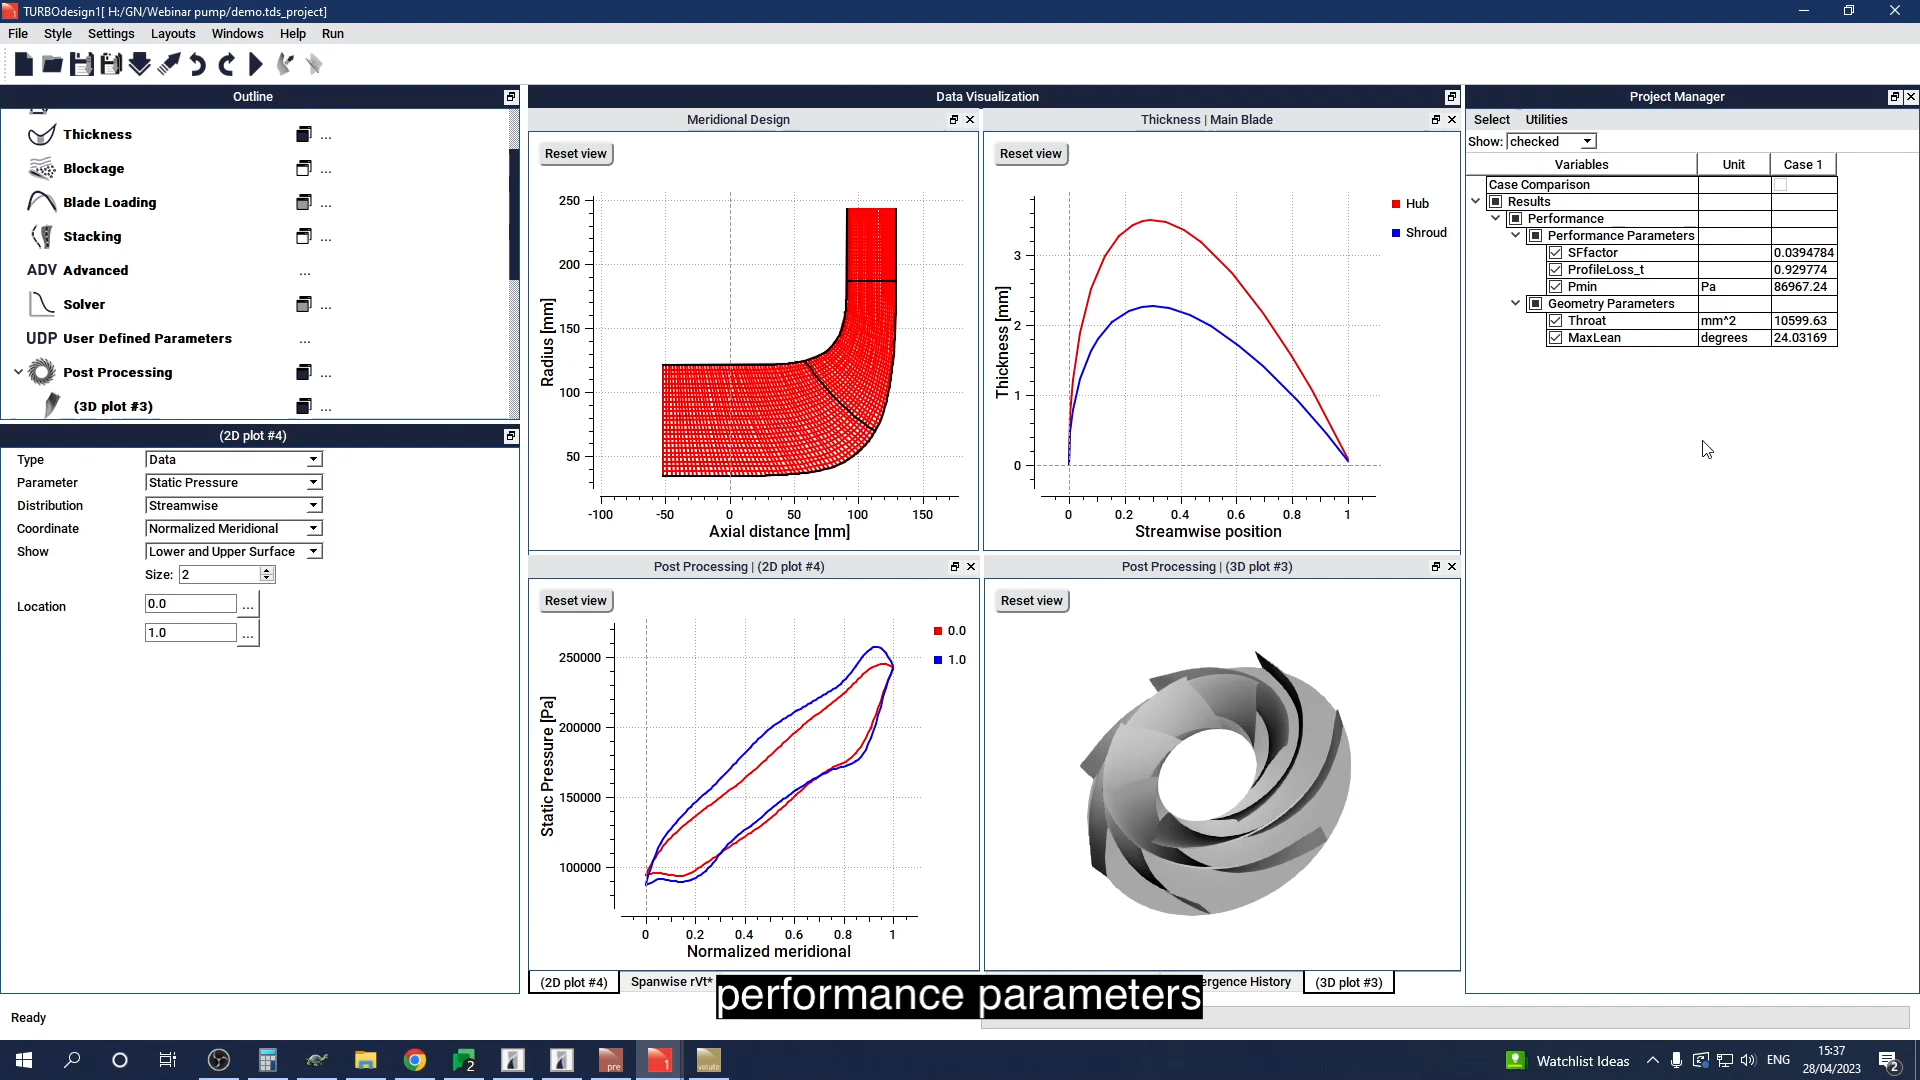 TURBOdesign1[ H:/GN/Webinar pump/demo.tds_project]
File Style Settings Layouts Windows Help Run
Outline
Thickness ...
Blockage ...
Blade Loading ...
Stacking ...
ADV Advanced ...
Solver ...
UDP User Defined Parameters ...
Post Processing ...
(3D plot #3) ...
(2D plot #4)
Type Data
Parameter Static Pressure
Distribution Streamwise
Coordinate Normalized Meridional
Show Lower and Upper Surface
Size: 2
Location 0.0 ...
1.0 ...
Data Visualization
Meridional Design
Reset view
250
200
150
100
50
Radius [mm]
-100 -50 0 50 100 150
Axial distance [mm]
Thickness | Main Blade
Reset view
Hub
Shroud
3
2
1
0
Thickness [mm]
0 0.2 0.4 0.6 0.8 1
Streamwise position
Post Processing | (2D plot #4)
Reset view
0.0
1.0
250000
200000
150000
100000
Static Pressure [Pa]
0 0.2 0.4 0.6 0.8 1
Normalized meridional
Post Processing | (3D plot #3)
Reset view
(2D plot #4) Spanwise rVt* ergence History (3D plot #3)
performance parameters
Project Manager
Select Utilities
Show: checked
Variables Unit Case 1
Case Comparison
Results
Performance
Performance Parameters
SFfactor 0.0394784
ProfileLoss_t 0.929774
Pmin Pa 86967.24
Geometry Parameters
Throat mm^2 10599.63
MaxLean degrees 24.03169
Ready
2
pre
1
volute
Watchlist Ideas
ENG
15:37
28/04/2023
2